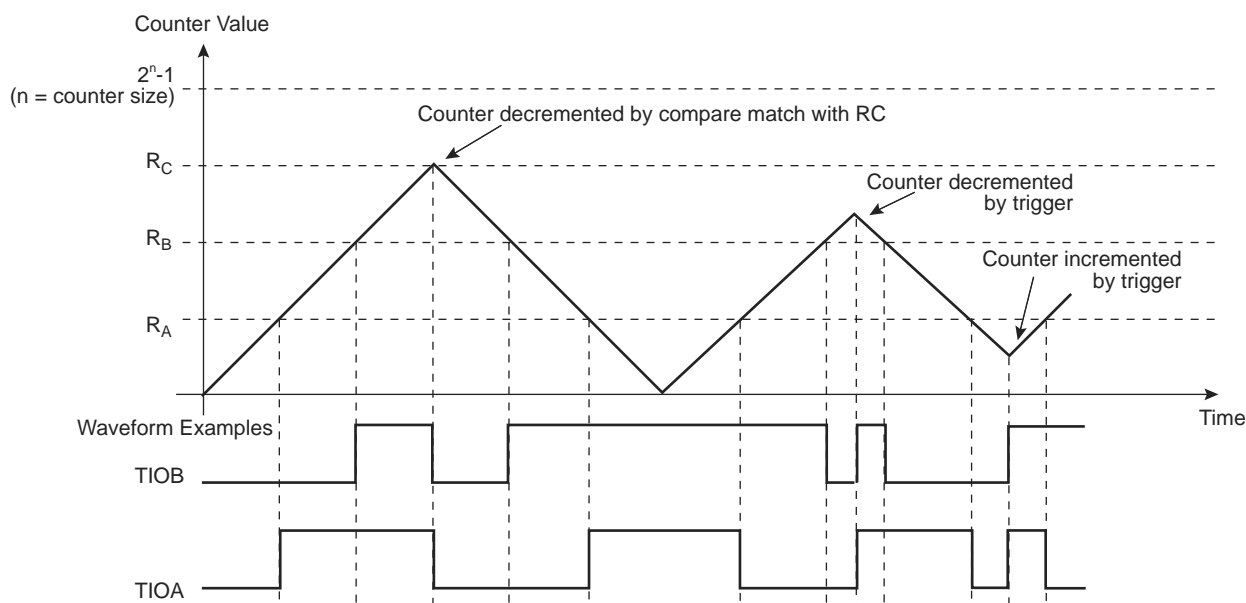 Counter Value
2ⁿ-1
(n = counter size)
Counter decremented by compare match with RC
R_C
Counter decremented
by trigger
R_B
Counter incremented
by trigger
R_A
Time
Waveform Examples
TIOB
TIOA